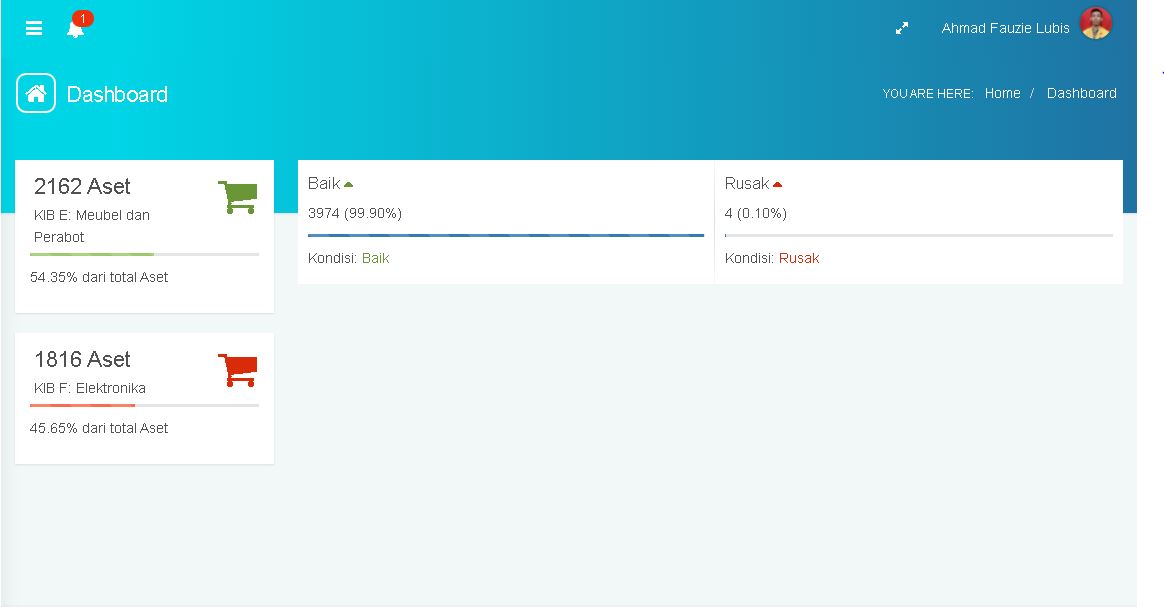 1
Ahmad Fauzie Lubis
Dashboard
YOU ARE HERE: Home / Dashboard
2162 Aset
KIB E: Meubel dan
Perabot
54.35% dari total Aset
1816 Aset
KIB F: Elektronika
45.65% dari total Aset
Baik
3974 (99.90%)
Kondisi: Baik
Rusak
4 (0.10%)
Kondisi: Rusak